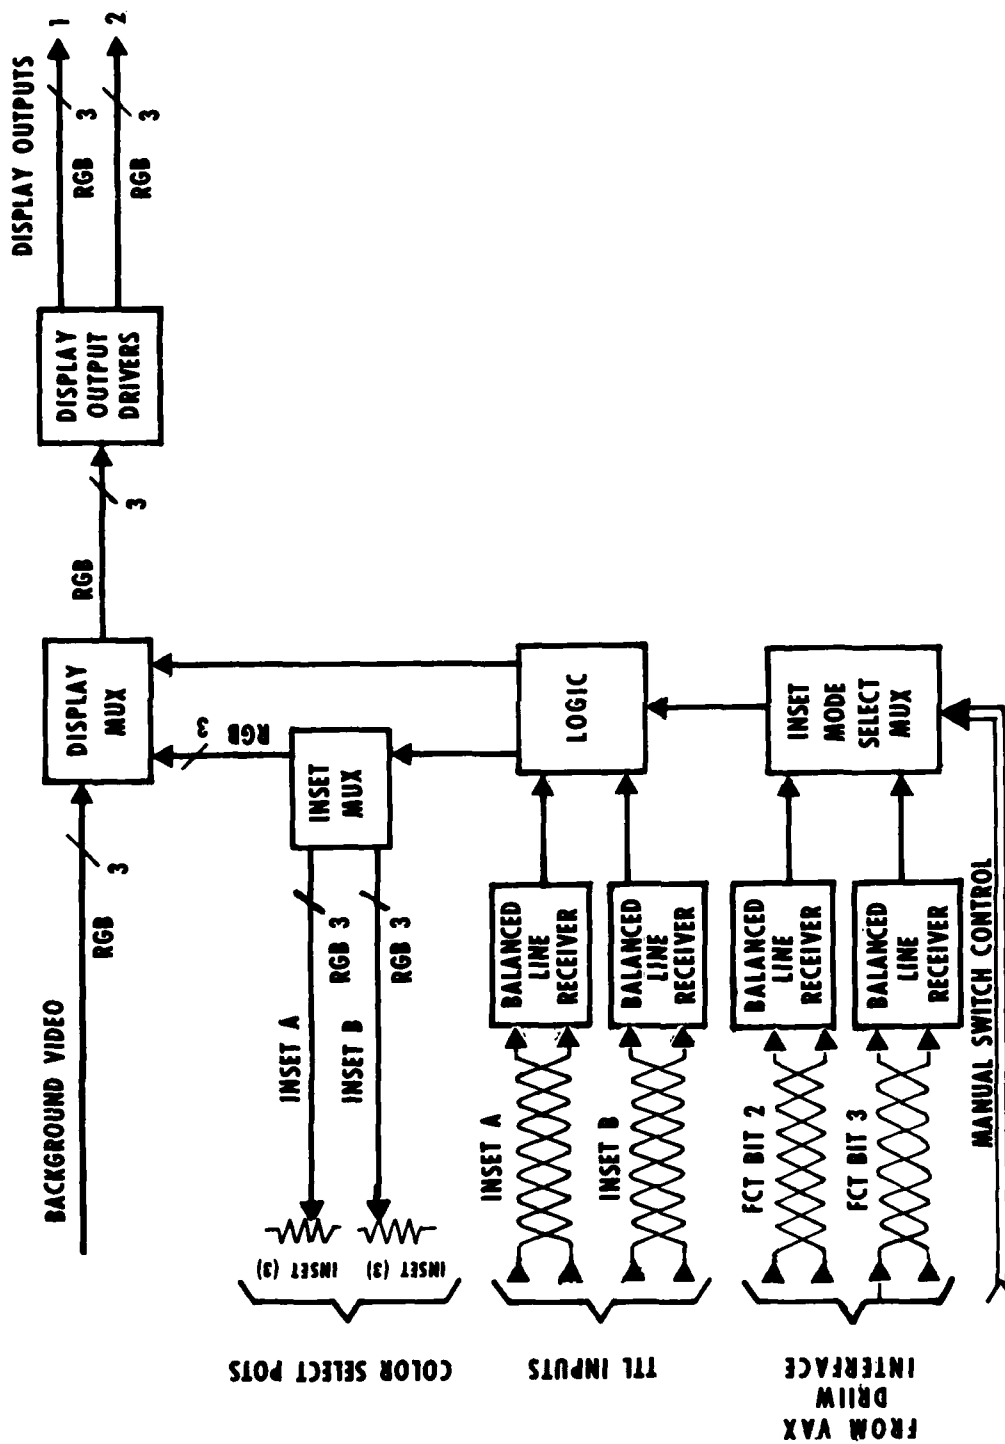 DISPLAY OUTPUTS
1
2
RGB
3
RGB
3
DISPLAY
OUTPUT
DRIVERS
RGB
3
DISPLAY
MUX
BACKGROUND VIDEO
RGB
3
RGB
3
INSET
MUX
INSET A
RGB 3
INSET B
RGB 3
INSET (3)
INSET (3)
COLOR SELECT POTS
LOGIC
BALANCED
LINE
RECEIVER
BALANCED
LINE
RECEIVER
INSET A
INSET B
TTL INPUTS
INSET
MODE
SELECT
MUX
BALANCED
LINE
RECEIVER
BALANCED
LINE
RECEIVER
FCT BIT 2
FCT BIT 3
FROM VAX
DRIIW
INTERFACE
MANUAL SWITCH CONTROL